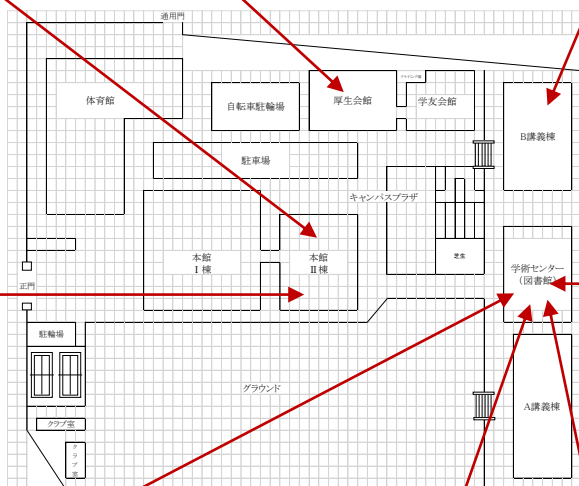 通用門
体育館
自転車駐輪場
厚生会館
学友会館
B講義棟
駐車場
キャンパスプラザ
本館
Ⅰ棟
本館
Ⅱ棟
芝生
学術センター
(図書館)
正門
駐輪場
グラウンド
A講義棟
クラブ室
クラブ室